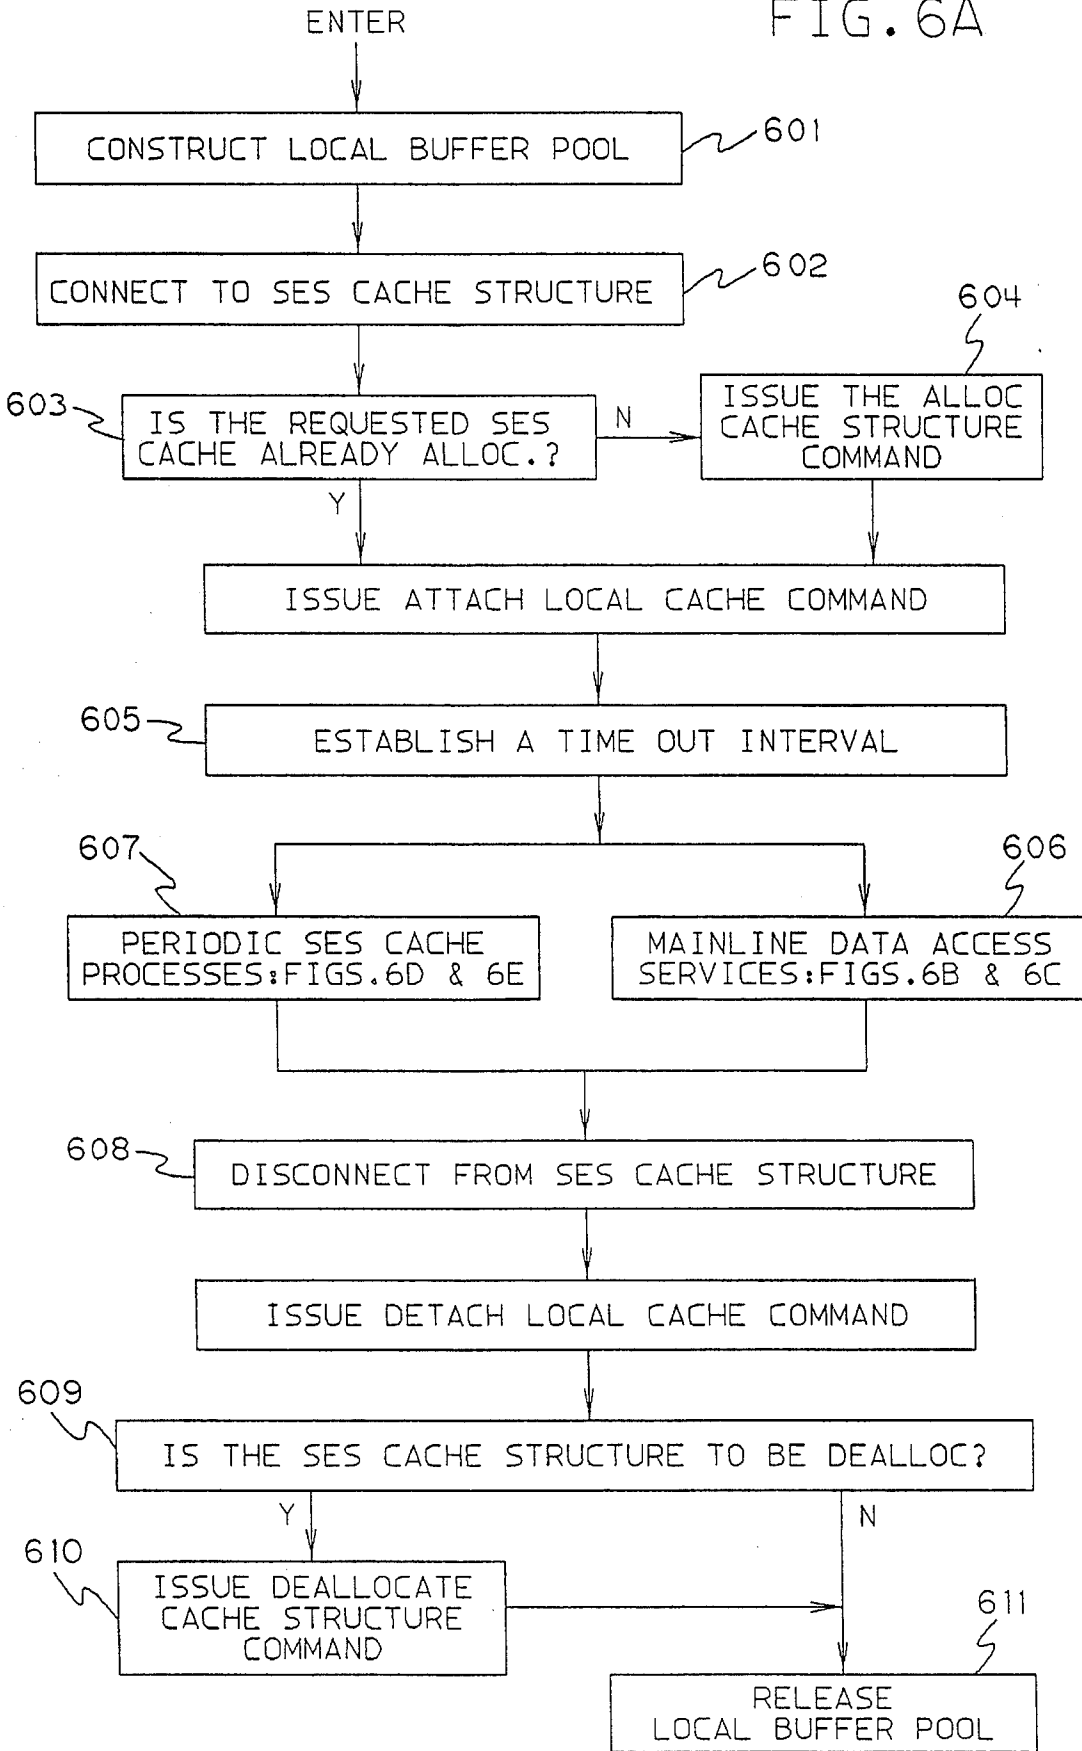 FIG. 6A
ENTER
CONSTRUCT LOCAL BUFFER POOL
601
CONNECT TO SES CACHE STRUCTURE
602
603
IS THE REQUESTED SES
CACHE ALREADY ALLOC.?
N
Y
604
ISSUE THE ALLOC
CACHE STRUCTURE
COMMAND
ISSUE ATTACH LOCAL CACHE COMMAND
605
ESTABLISH A TIME OUT INTERVAL
607
PERIODIC SES CACHE
PROCESSES:FIGS.6D & 6E
606
MAINLINE DATA ACCESS
SERVICES:FIGS.6B & 6C
608
DISCONNECT FROM SES CACHE STRUCTURE
ISSUE DETACH LOCAL CACHE COMMAND
609
IS THE SES CACHE STRUCTURE TO BE DEALLOC?
Y
N
610
ISSUE DEALLOCATE
CACHE STRUCTURE
COMMAND
611
RELEASE
LOCAL BUFFER POOL